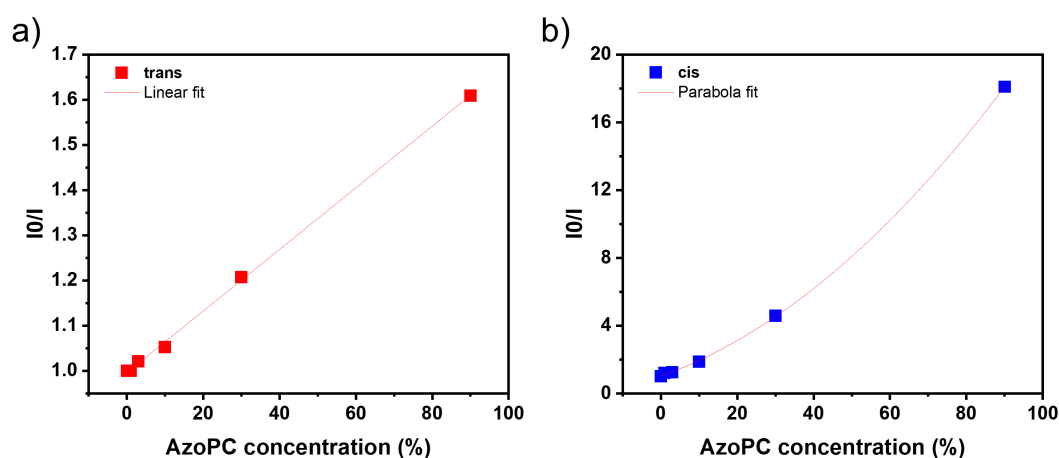 a)
1.7
1.6
1.5
1.4
1.3
1.2
1.1
1.0
I0/I
trans
Linear fit
0
20
40
60
80
100
AzoPC concentration (%)
b)
20
16
12
8
4
0
I0/I
cis
Parabola fit
0
20
40
60
80
100
AzoPC concentration (%)